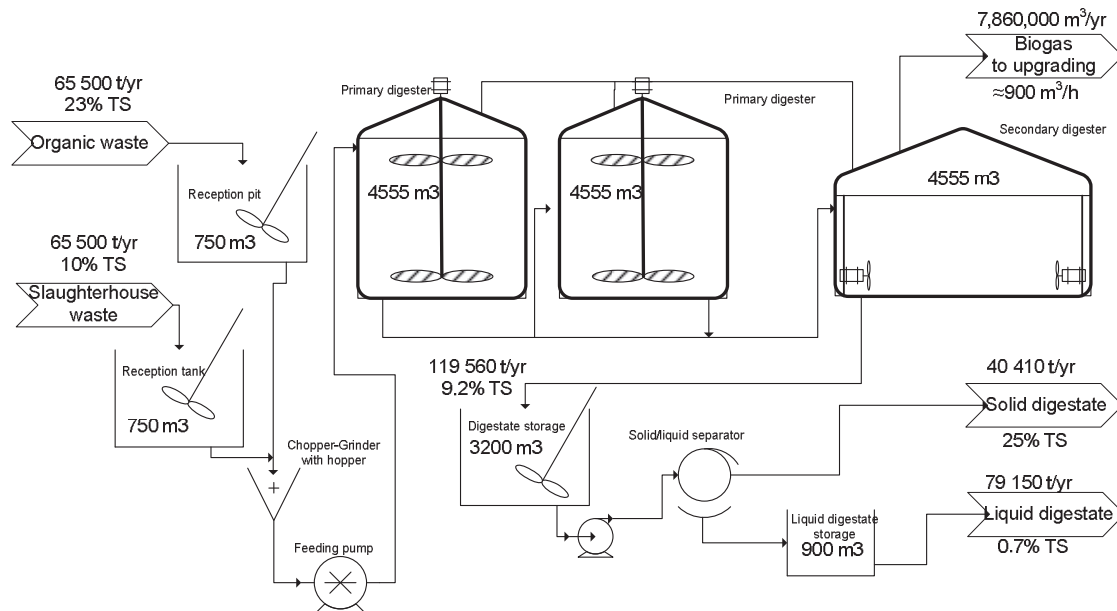 65 500 t/yr
23% TS
Organic waste
Reception pit
750 m3
65 500 t/yr
10% TS
Slaughterhouse
waste
Reception tank
750 m3
Chopper-Grinder
with hopper
+
Feeding pump
Primary digester
4555 m3
Primary digester
4555 m3
7,860,000 m³/yr
Biogas
to upgrading
≈900 m³/h
Secondary digester
4555 m3
119 560 t/yr
9.2% TS
Digestate storage
3200 m3
Solid/liquid separator
40 410 t/yr
Solid digestate
25% TS
Liquid digestate
storage
900 m3
79 150 t/yr
Liquid digestate
0.7% TS